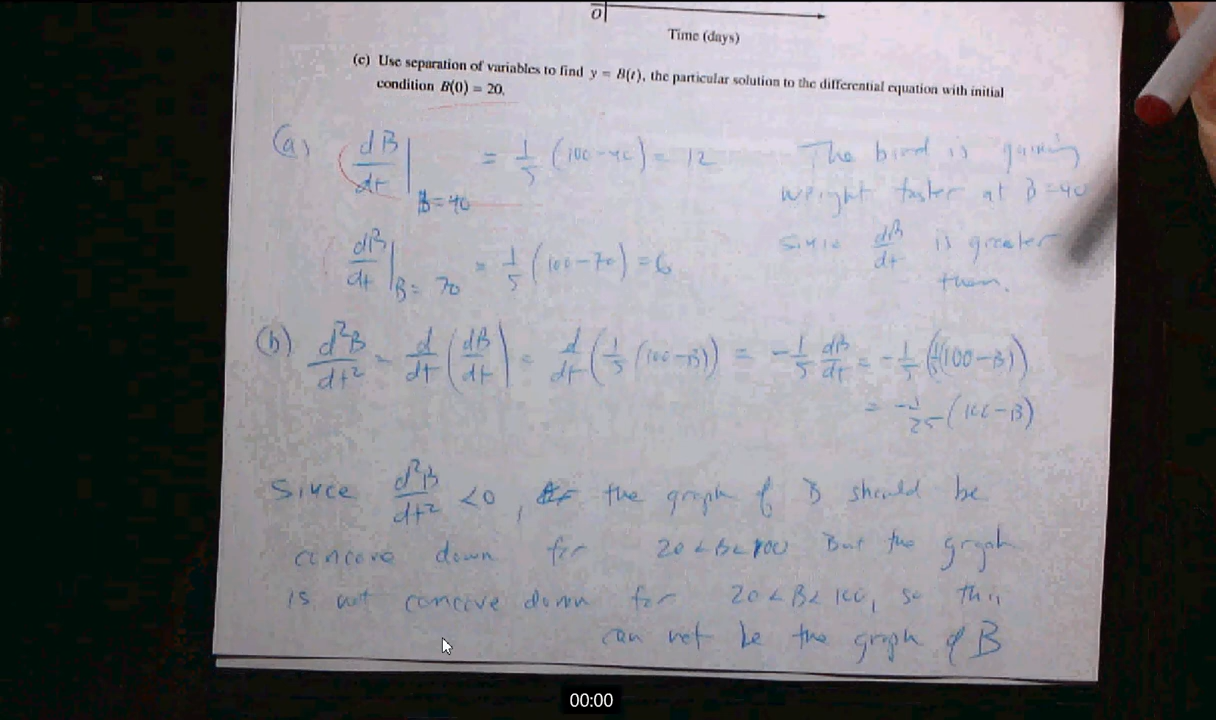 O
Time (days)
(c) Use separation of variables to find y = B(t), the particular solution to the differential equation with initial
condition B(0) = 20.
(a) dB/dt | B=40 = 1/5 (100-40) = 12
The bird is gaining
weight faster at B=40
dB/dt | B= 70 = 1/5 (100-70) = 6
since dB/dt is greater
then.
(b) d²B/dt² = d/dt (dB/dt) = d/dt (1/5 (100-B)) = -1/5 dB/dt = -1/5 (1/5(100-B))
= -1/25 (100-B)
Since d²B/dt² <0, the graph of B should be
concave down for 20<B<100 But the graph
is not concave down for 20<B<100, so this
can not be the graph of B
00:00